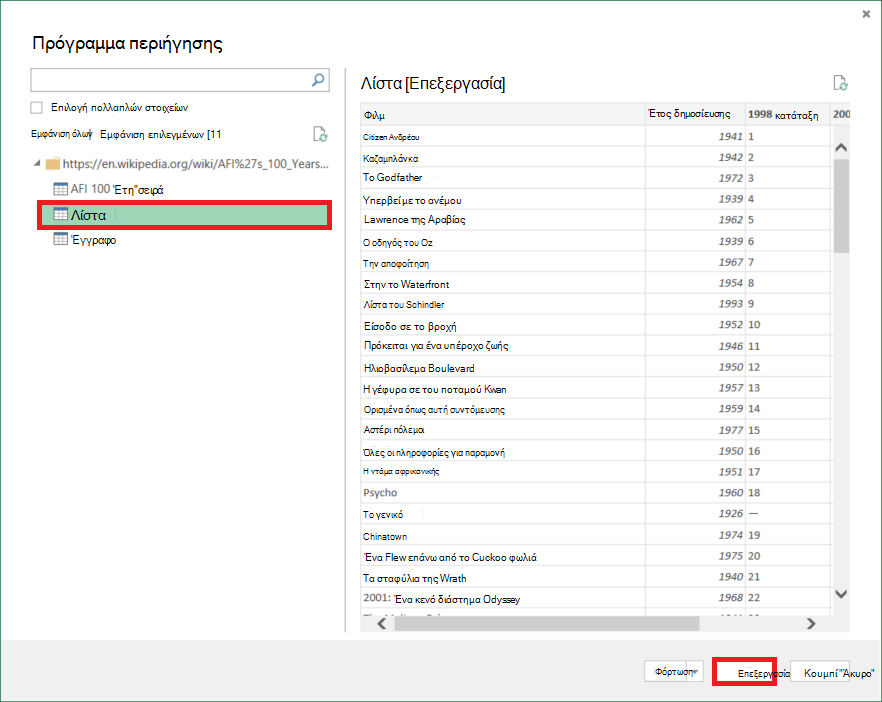 Πρόγραμμα περιήγησης
Επιλογή πολλαπλών στοιχείων
Εμφάνιση όλων Εμφάνιση επιλεγμένων [11
https://en.wikipedia.org/wiki/AFI%27s_100_Years...
AFI 100 Έτη"σειρά
Λίστα
Έγγραφο
Λίστα [Επεξεργασία]
Φιλμ Έτος δημοσίευσης 1998 κατάταξη 200
Citizen Ανδρέου 1941 1
Καζαμπλάνκα 1942 2
Το Godfather 1972 3
Υπερβείμε το ανέμου 1939 4
Lawrence της Αραβίας 1962 5
Ο οδηγός του Oz 1939 6
Την αποφοίτηση 1967 7
Στην το Waterfront 1954 8
Λίστα του Schindler 1993 9
Είσοδο σε το βροχή 1952 10
Πρόκειται για ένα υπέροχο ζωής 1946 11
Ηλιοβασίλεμα Boulevard 1950 12
Η γέφυρα σε του ποταμού Kwan 1957 13
Ορισμένα όπως αυτή συντόμευσης 1959 14
Αστέρι πόλεμοι 1977 15
Όλες οι πληροφορίες για παραμονή 1950 16
Η ντάμα αφρικανικής 1951 17
Psycho 1960 18
Το γενικό 1926 —
Chinatown 1974 19
Ένα Flew επάνω από το Cuckoo φωλιά 1975 20
Τα σταφύλια της Wrath 1940 21
2001: Ένα κενό διάστημα Odyssey 1968 22
Φόρτωση Επεξεργασία Κουμπί "Άκυρο"